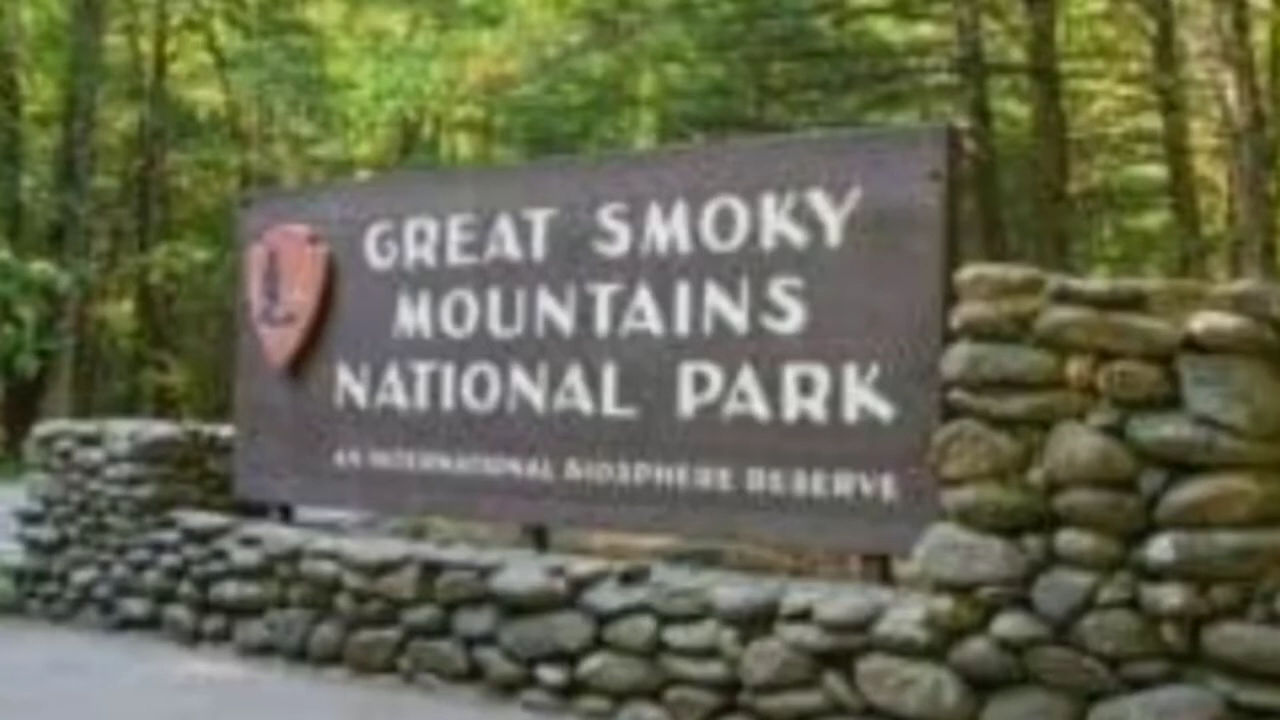 GREAT SMOKY
MOUNTAINS
NATIONAL PARK
AN INTERNATIONAL BIOSPHERE RESERVE